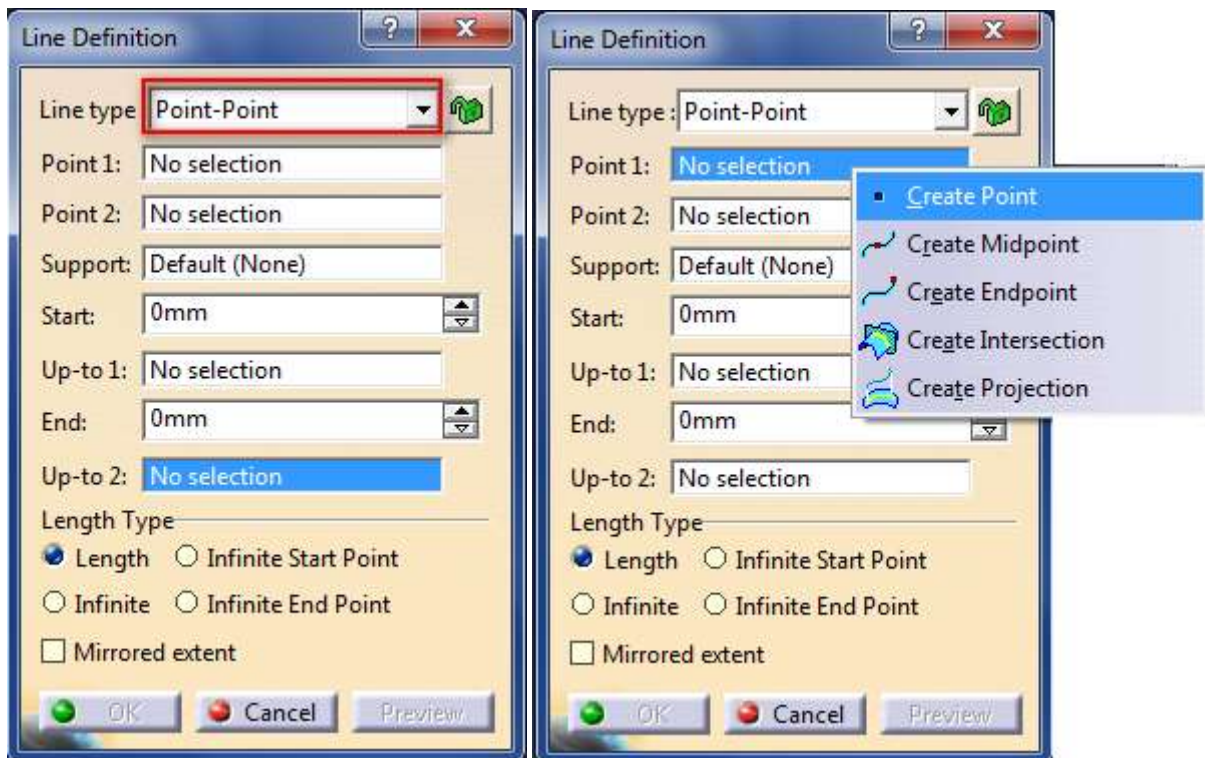 Line Definition
? X
Line type Point-Point
Point 1: No selection
Point 2: No selection
Support: Default (None)
Start: 0mm
Up-to 1: No selection
End: 0mm
Up-to 2: No selection
Length Type
Length Infinite Start Point
Infinite Infinite End Point
Mirrored extent
OK Cancel Preview
Line Definition
? X
Line type : Point-Point
Point 1: No selection
Point 2: No selection
Support: Default (None)
Start: 0mm
Up-to 1: No selection
End: 0mm
Up-to 2: No selection
Length Type
Length Infinite Start Point
Infinite Infinite End Point
Mirrored extent
OK Cancel Preview
Create Point
Create Midpoint
Create Endpoint
Create Intersection
Create Projection